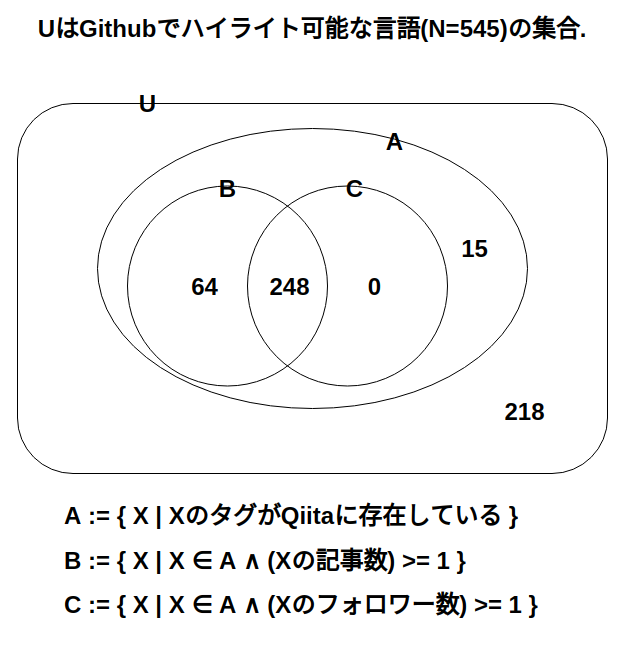 UはGithubでハイライト可能な言語(N=545)の集合.
U
A
B
C
15
64
248
0
218
A := { X | XのタグがQiitaに存在している }
B := { X | X ∈ A ∧ (Xの記事数) >= 1 }
C := { X | X ∈ A ∧ (Xのフォロワー数) >= 1 }